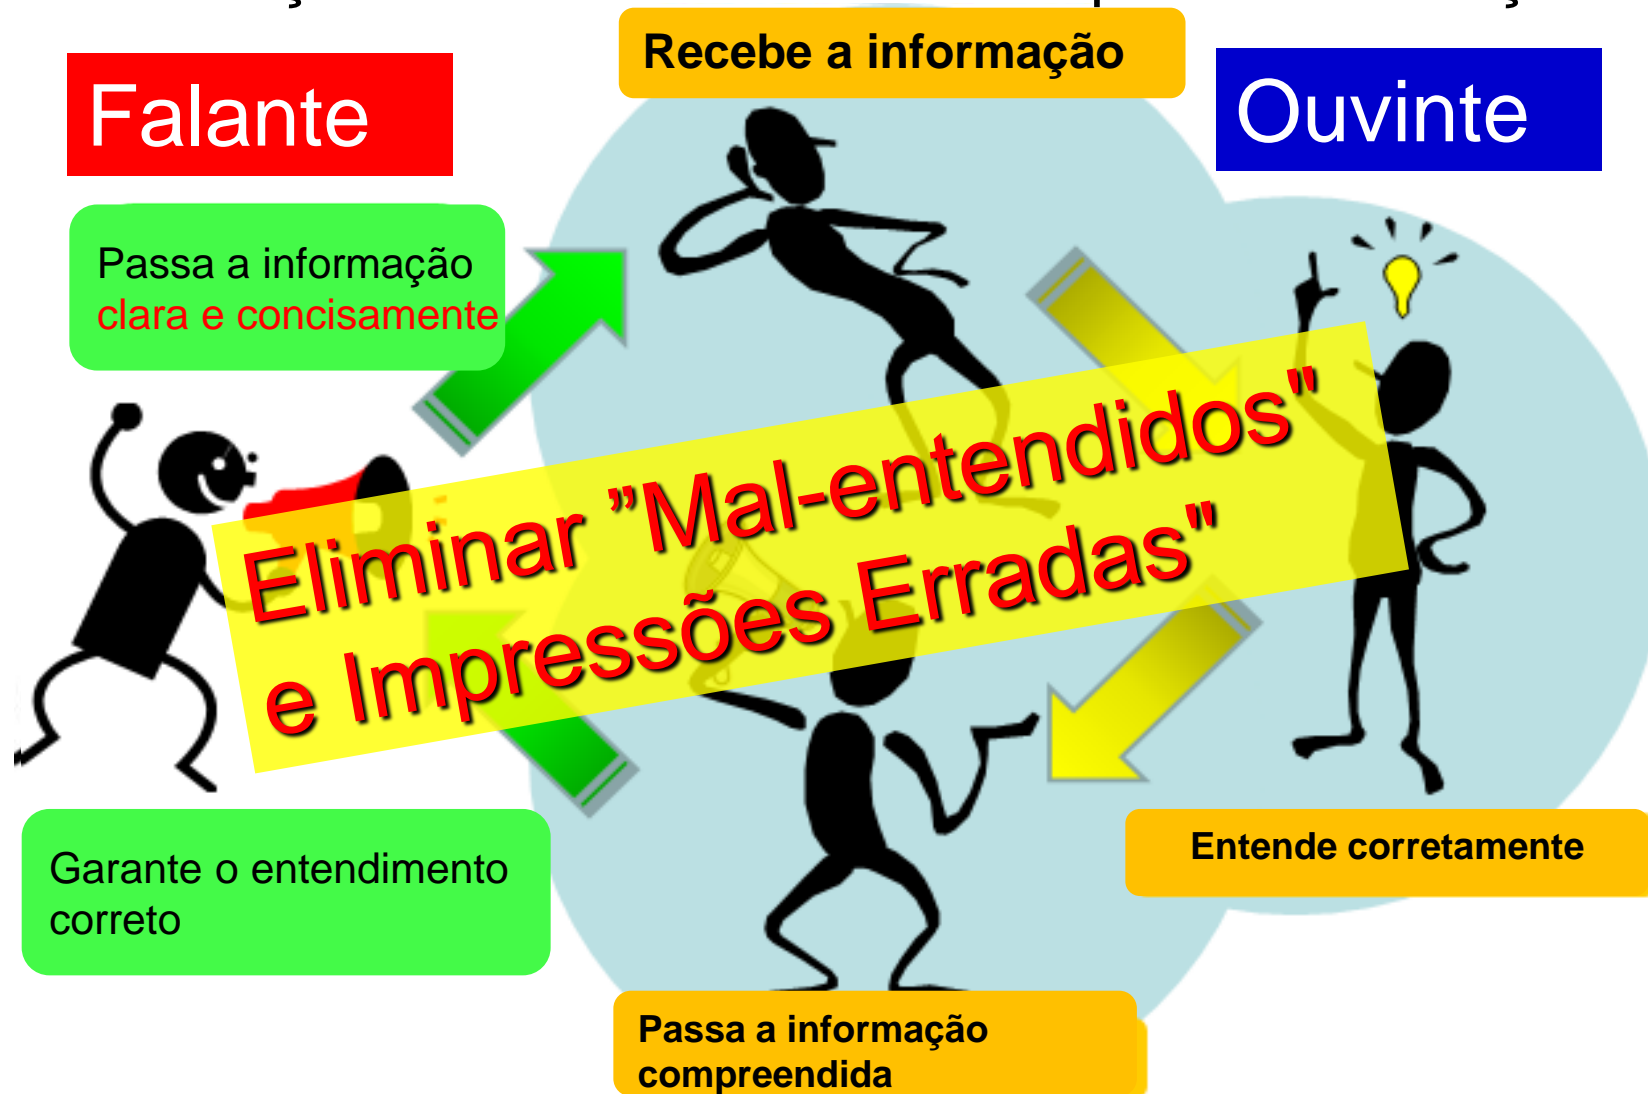 Recebe a informação
Falante
Ouvinte
Passa a informação
clara e concisamente
Eliminar ”Mal-entendidos"
e Impressões Erradas"
Garante o entendimento
correto
Entende corretamente
Passa a informação
compreendida